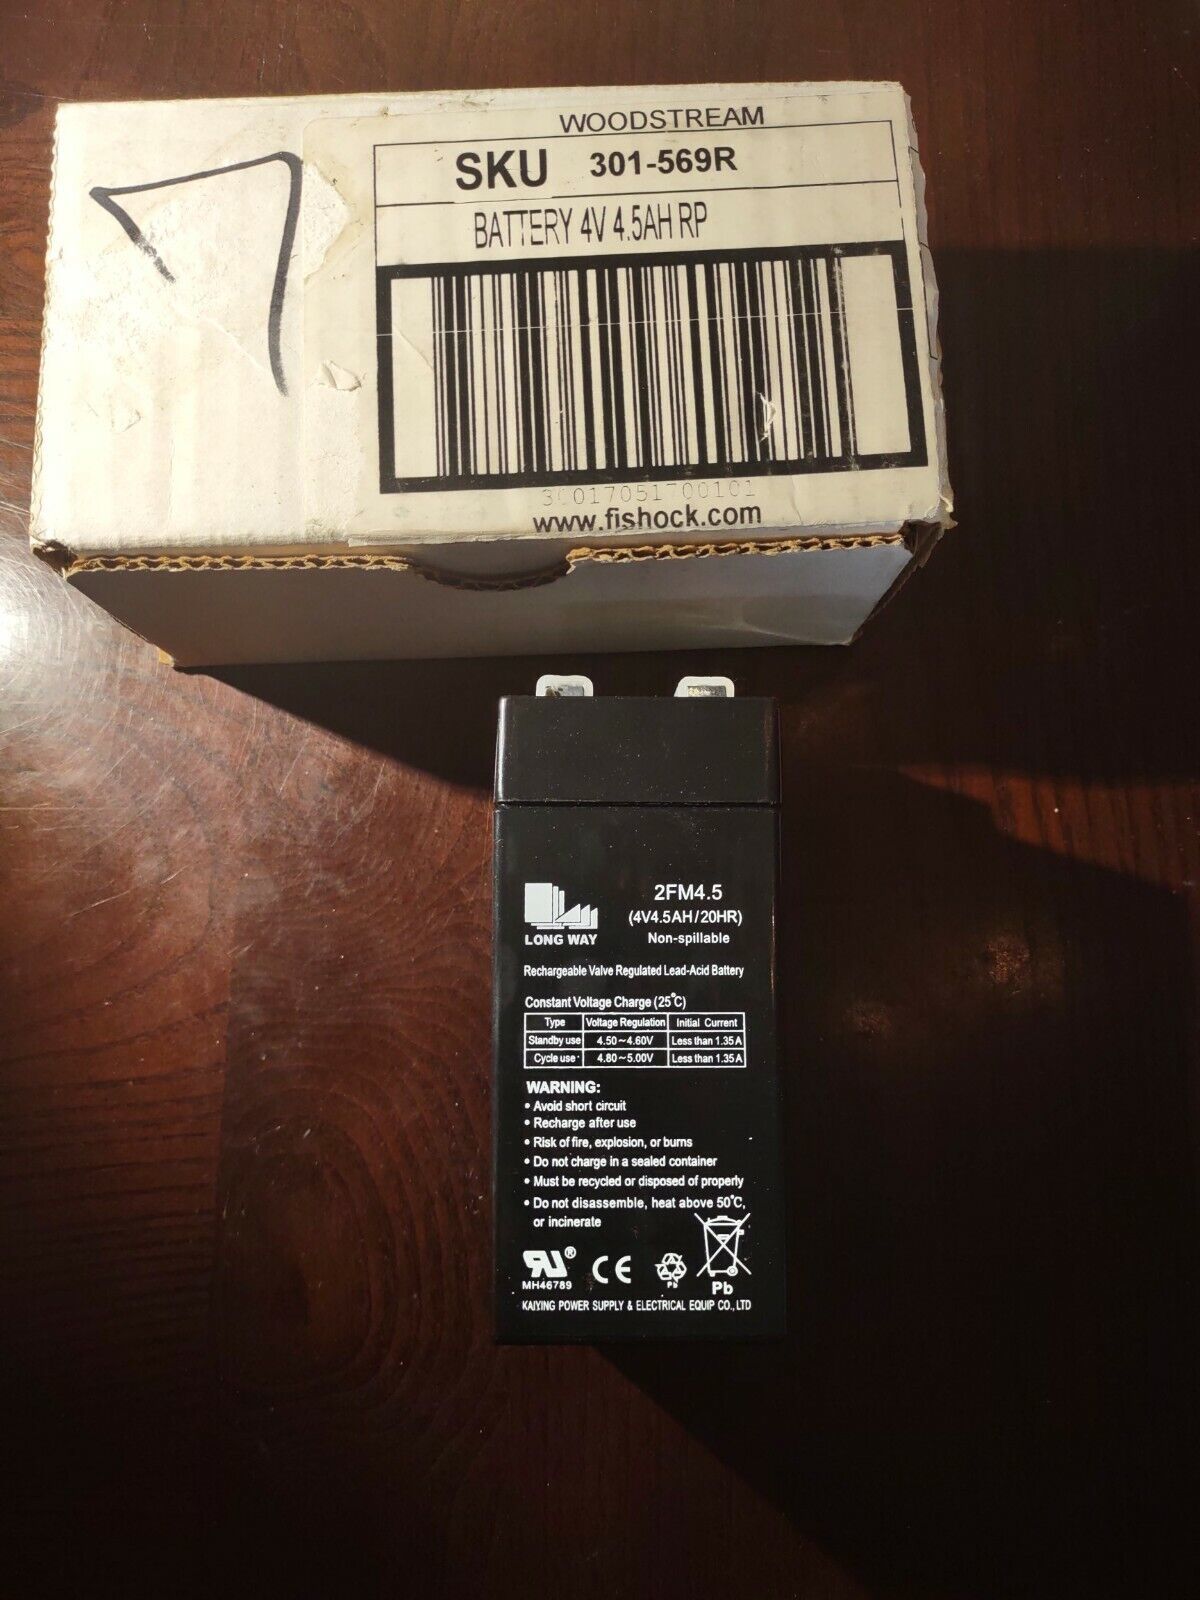 7
WOODSTREAM
SKU 301-569R
BATTERY 4V 4.5AH RP
www.fishock.com
LONG WAY
2FM4.5
(4V4.5AH/20HR)
Non-spillable
Rechargeable Valve Regulated Lead-Acid Battery
Constant Voltage Charge (25°C)
Type Voltage Regulation Initial Current
Standby use 4.50~4.60V Less than 1.35A
Cycle use 4.80~5.00V Less than 1.35A
WARNING:
• Avoid short circuit
• Recharge after use
• Risk of fire, explosion, or burns
• Do not charge in a sealed container
• Must be recycled or disposed of properly
• Do not disassemble, heat above 50°C,
or incinerate
RU®
MH46789
CE
Pb
Pb
KAIYING POWER SUPPLY & ELECTRICAL EQUIP CO.,LTD